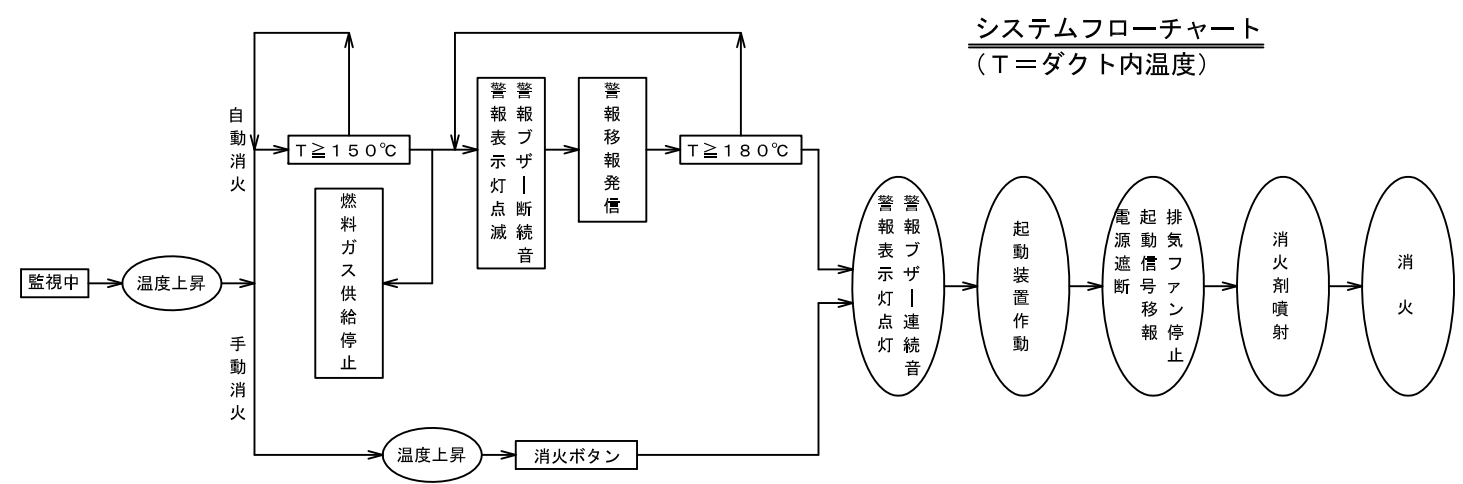 システムフローチャート
（T＝ダクト内温度）
監視中
温度上昇
自動消火
T≧150℃
燃料ガス供給停止
警報ブザー断続音
警報表示灯点滅
警報移報発信
T≧180℃
手動消火
温度上昇
消火ボタン
警報ブザー連続音
警報表示灯点灯
起動装置作動
排気ファン停止
起動信号移報
電源遮断
消火剤噴射
消火